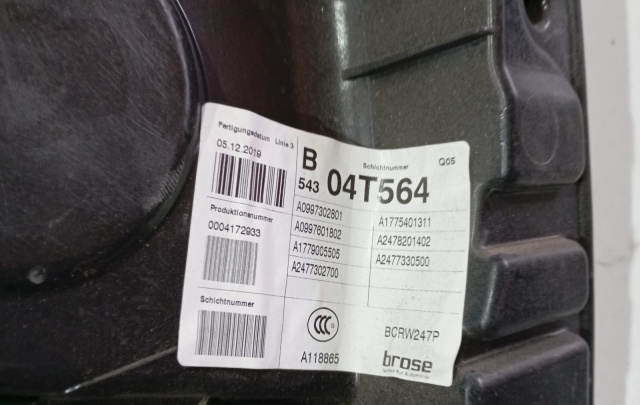 Fertigungsdatum Linie 3
05.12.2019
Produktionsnummer
0004172933
Schichtnummer
B
543
Schichtnummer
Q05
04T564
A0997302801 A1775401311
A0997601802 A2478201402
A1779005505 A2477330500
A2477302700
CCC
A118865
BCRW247P
brose